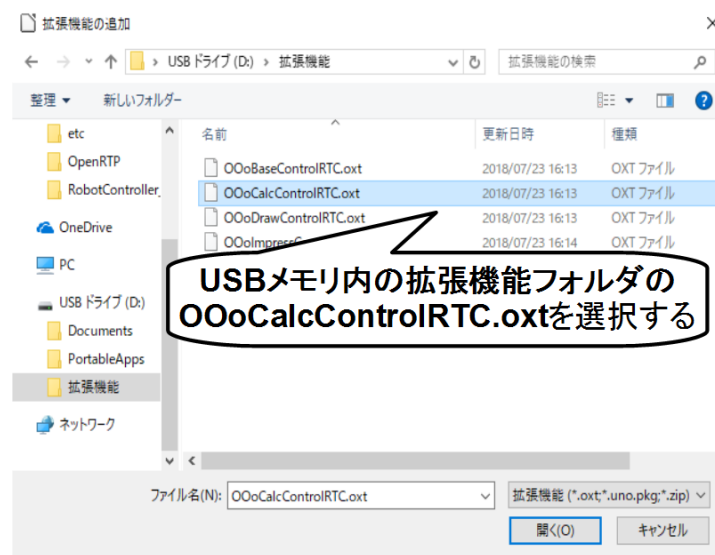 拡張機能の追加
USB ドライブ (D:) › 拡張機能
拡張機能の検索
整理 ▼ 新しいフォルダー
etc
OpenRTP
RobotController_
OneDrive
PC
USB ドライブ (D:)
Documents
PortableApps
拡張機能
ネットワーク
名前 更新日時 種類
OOoBaseControlRTC.oxt 2018/07/23 16:13 OXT ファイル
OOoCalcControlRTC.oxt 2018/07/23 16:13 OXT ファイル
OOoDrawControlRTC.oxt 2018/07/23 16:13 OXT ファイル
OOoImpressC 2018/07/23 16:14 OXT ファイル
USBメモリ内の拡張機能フォルダの
OOoCalcControlRTC.oxtを選択する
ファイル名(N): OOoCalcControlRTC.oxt 拡張機能 (*.oxt;*.uno.pkg;*.zip)
開く(O) キャンセル